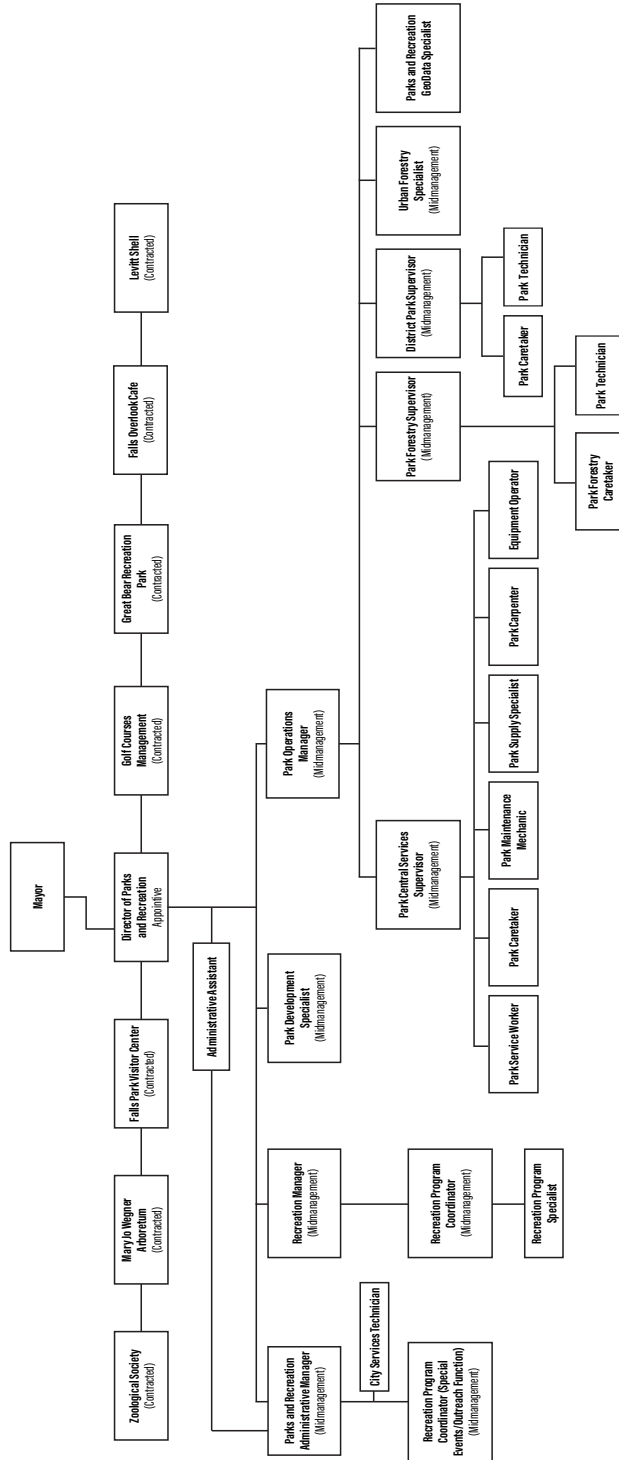 Mayor
Zoological Society
(Contracted)
Mary Jo Wegner
Arboretum
(Contracted)
Falls Park Visitor Center
(Contracted)
Director of Parks
and Recreation
Appointive
Golf Courses
Management
(Contracted)
Great Bear Recreation
Park
(Contracted)
Falls Overlook Cafe
(Contracted)
Levitt Shell
(Contracted)
Administrative Assistant
Parks and Recreation
Administrative Manager
(Midmanagement)
Recreation Manager
(Midmanagement)
Park Development
Specialist
(Midmanagement)
Park Operations
Manager
(Midmanagement)
City Services Technician
Recreation Program
Coordinator (Special
Events/Outreach Function)
(Midmanagement)
Recreation Program
Coordinator
(Midmanagement)
Recreation Program
Specialist
Park Central Services
Supervisor
(Midmanagement)
Park Forestry Supervisor
(Midmanagement)
District Park Supervisor
(Midmanagement)
Urban Forestry
Specialist
(Midmanagement)
Parks and Recreation
GeoData Specialist
Park Service Worker
Park Caretaker
Park Maintenance
Mechanic
Park Supply Specialist
Park Carpenter
Equipment Operator
Park Caretaker
Park Technician
Park Forestry
Caretaker
Park Technician